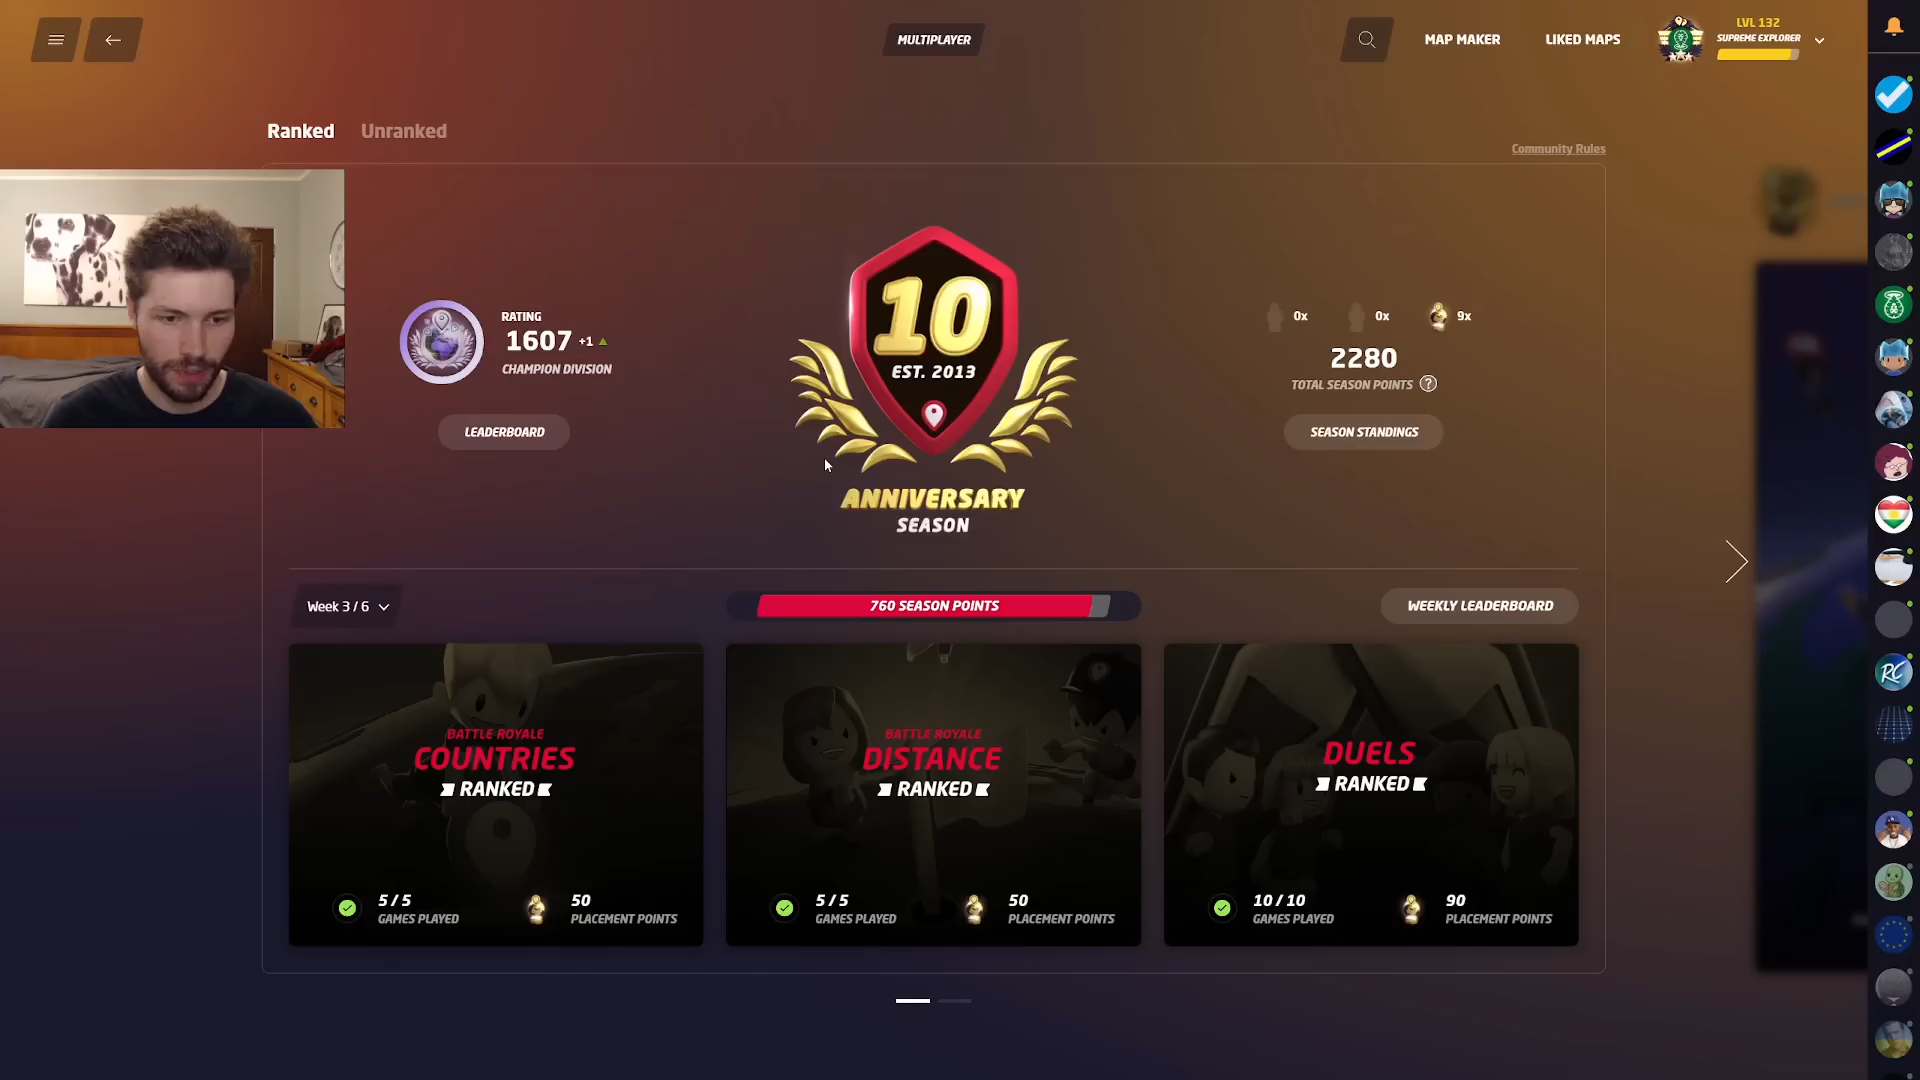 MULTIPLAYER
MAP MAKER
LIKED MAPS
LVL 132
SUPREME EXPLORER
Ranked
Unranked
Community Rules
RATING
1607 +1
CHAMPION DIVISION
LEADERBOARD
10
EST. 2013
ANNIVERSARY
SEASON
0x
0x
9x
2280
TOTAL SEASON POINTS ?
SEASON STANDINGS
Week 3 / 6
760 SEASON POINTS
WEEKLY LEADERBOARD
BATTLE ROYALE
COUNTRIES
RANKED
5 / 5
GAMES PLAYED
50
PLACEMENT POINTS
BATTLE ROYALE
DISTANCE
RANKED
5 / 5
GAMES PLAYED
50
PLACEMENT POINTS
DUELS
RANKED
10 / 10
GAMES PLAYED
90
PLACEMENT POINTS
RC